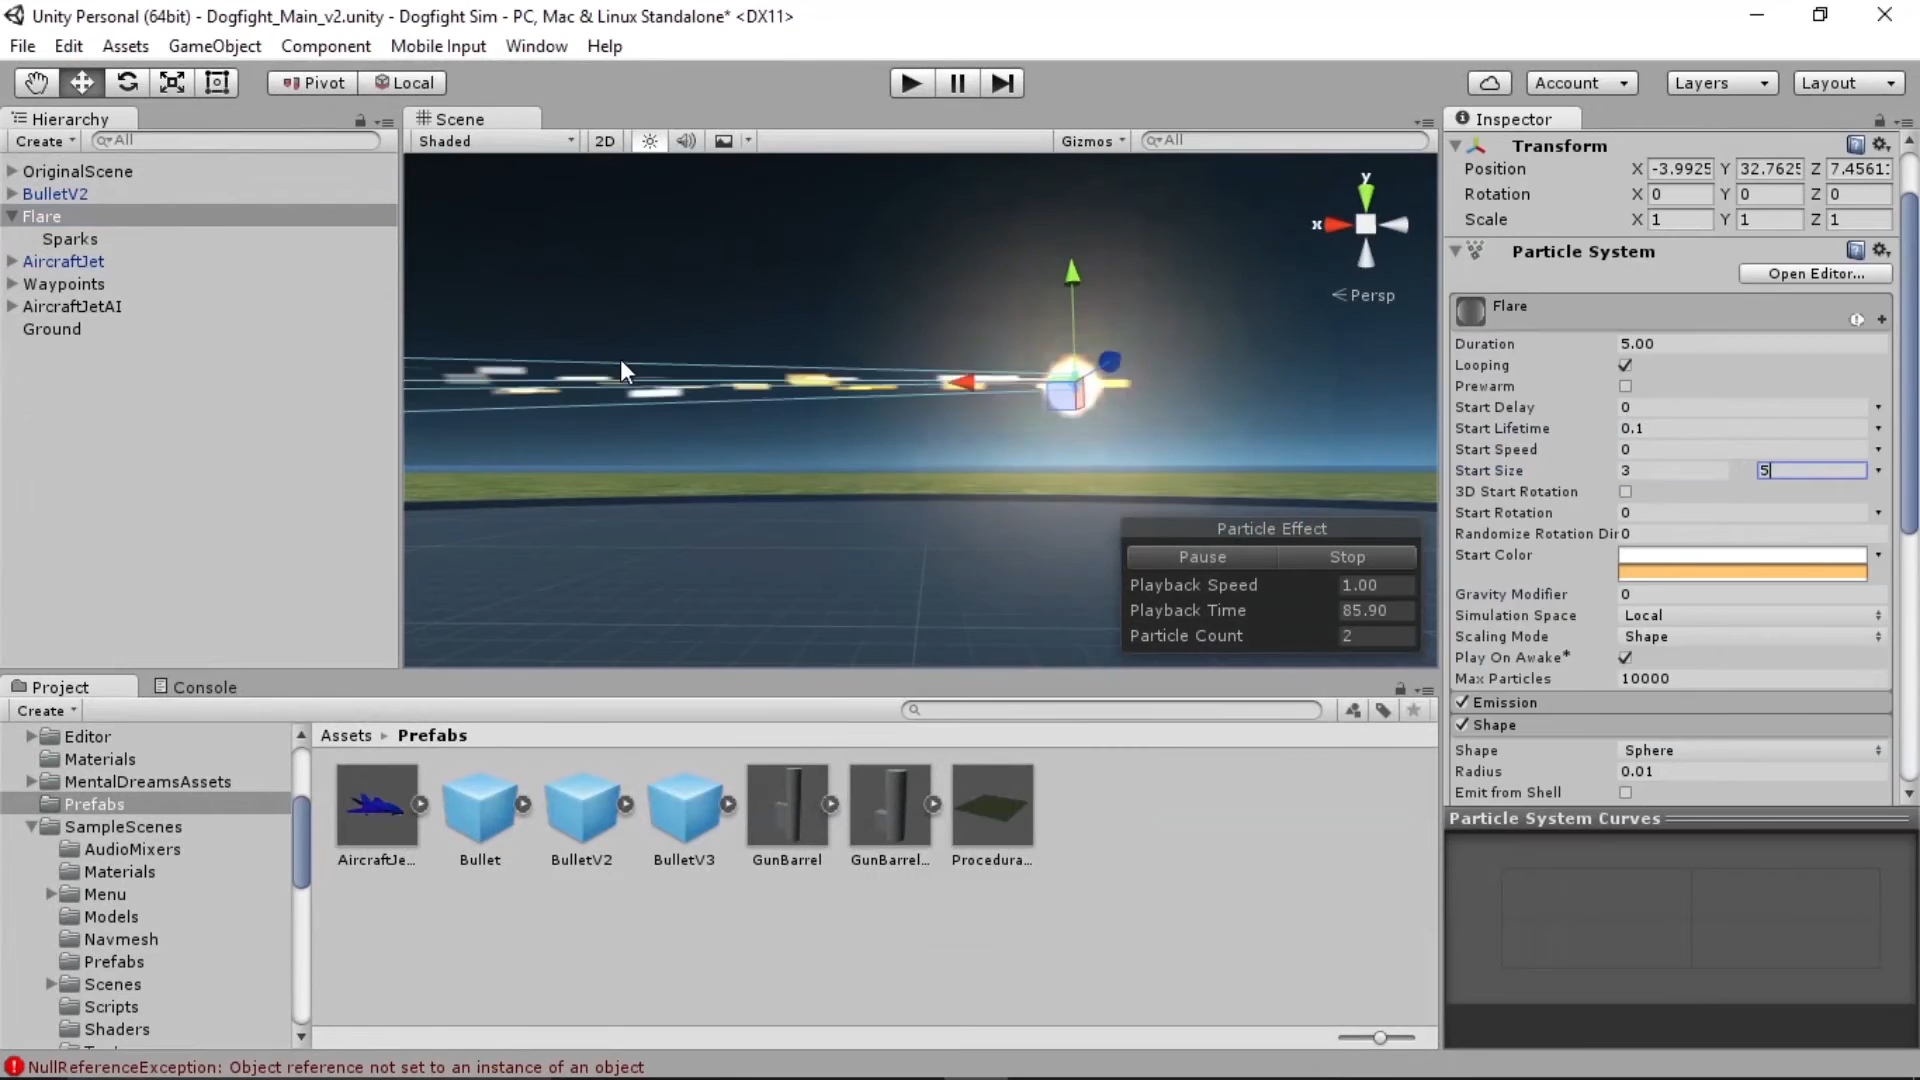 Unity Personal (64bit) - Dogfight_Main_v2.unity - Dogfight Sim - PC, Mac & Linux Standalone* <DX11>
File Edit Assets GameObject Component Mobile Input Window Help
Pivot Local Account Layers Layout
Hierarchy
Create All
OriginalScene
BulletV2
Flare
Sparks
AircraftJet
Waypoints
AircraftJetAI
Ground
Scene
Shaded 2D Gizmos All
y
x
Persp
Particle Effect
Pause Stop
Playback Speed 1.00
Playback Time 85.90
Particle Count 2
Inspector
Transform
Position X -3.9925 Y 32.7625 Z 7.4561
Rotation X 0 Y 0 Z 0
Scale X 1 Y 1 Z 1
Particle System
Open Editor...
Flare
Duration 5.00
Looping
Prewarm
Start Delay 0
Start Lifetime 0.1
Start Speed 0
Start Size 3 5
3D Start Rotation
Start Rotation 0
Randomize Rotation Dir 0
Start Color
Gravity Modifier 0
Simulation Space Local
Scaling Mode Shape
Play On Awake*
Max Particles 10000
Emission
Shape
Shape Sphere
Radius 0.01
Emit from Shell
Particle System Curves
Project Console
Create
Editor
Materials
MentalDreamsAssets
Prefabs
SampleScenes
AudioMixers
Materials
Menu
Models
Navmesh
Prefabs
Scenes
Scripts
Shaders
Assets Prefabs
AircraftJe... Bullet BulletV2 BulletV3 GunBarrel GunBarrel... Procedura...
NullReferenceException: Object reference not set to an instance of an object